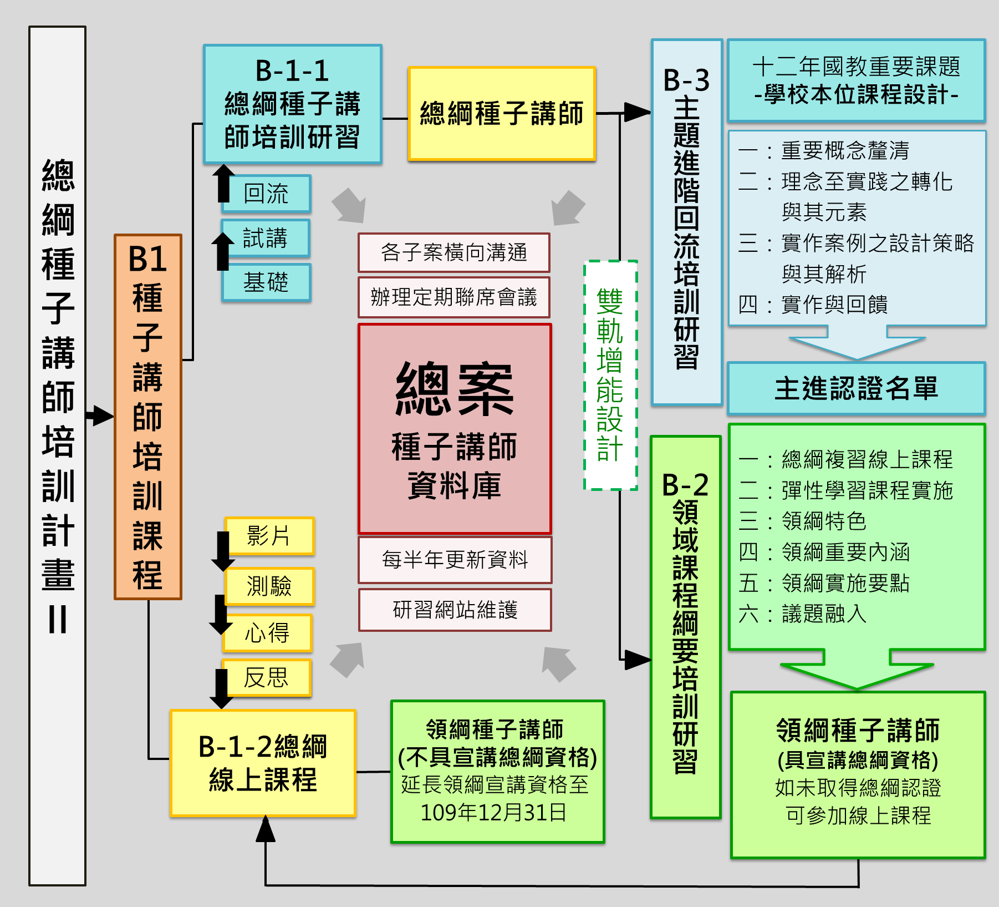 總綱種子講師培訓計畫II
B1種子講師培訓課程
B-1-1
總綱種子講
師培訓研習
回流
試講
基礎
總綱種子講師
各子案橫向溝通
辦理定期聯席會議
總案
種子講師
資料庫
每半年更新資料
研習網站維護
影片
測驗
心得
反思
B-1-2總綱
線上課程
領綱種子講師
(不具宣講總綱資格)
延長領綱宣講資格至
109年12月31日
雙軌增能設計
B-3
主題進階回流培訓研習
十二年國教重要課題
-學校本位課程設計-
一：重要概念釐清
二：理念至實踐之轉化
與其元素
三：實作案例之設計策略
與其解析
四：實作與回饋
主進認證名單
B-2
領域課程綱要培訓研習
一：總綱複習線上課程
二：彈性學習課程實施
三：領綱特色
四：領綱重要內涵
五：領綱實施要點
六：議題融入
領綱種子講師
(具宣講總綱資格)
如未取得總綱認證
可參加線上課程